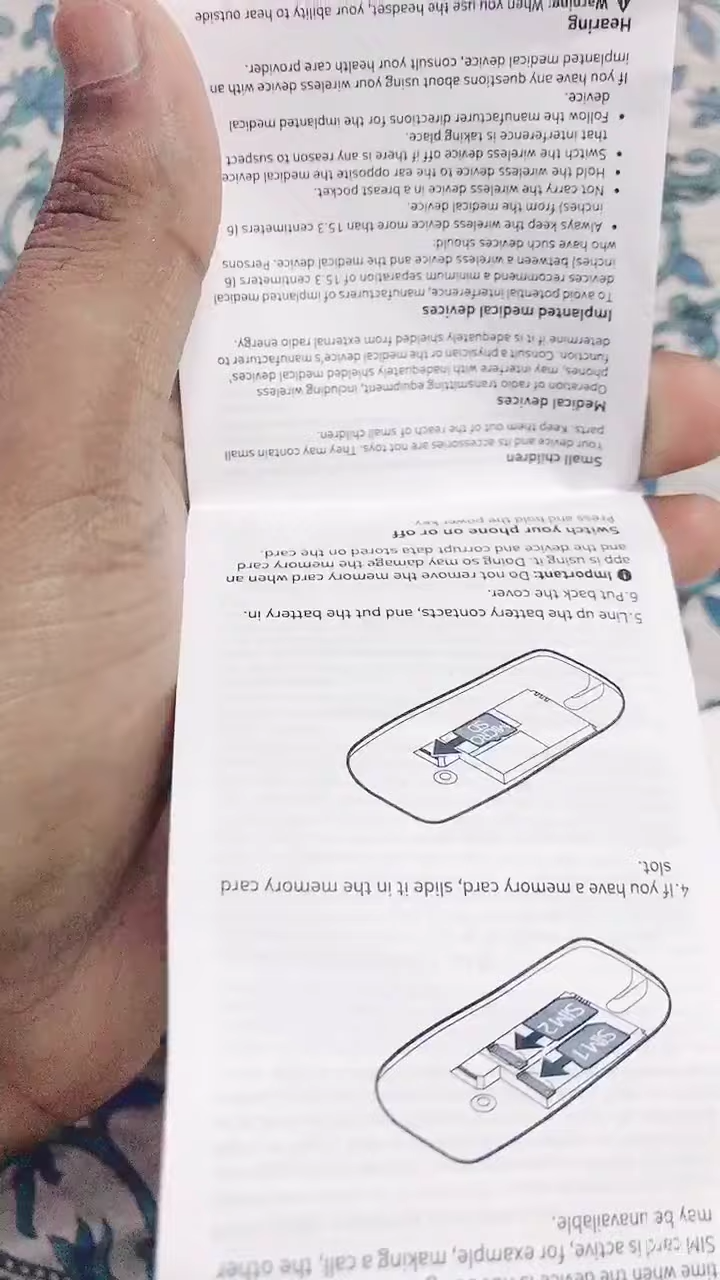 time when the device is
SIM card is active, for example, making a call, the other
may be unavailable.
SIM1
SIM2
4.If you have a memory card, slide it in the memory card
slot.
MICRO
SD
5.Line up the battery contacts, and put the battery in.
6.Put back the cover.
Important: Do not remove the memory card when an
app is using it. Doing so may damage the memory card
and the device and corrupt data stored on the card.
Switch your phone on or off
Press and hold the power key.
Small children
Your device and its accessories are not toys. They may contain small
parts. Keep them out of the reach of small children.
Medical devices
Operation of radio transmitting equipment, including wireless
phones, may interfere with inadequately shielded medical devices'
function. Consult a physician or the medical device's manufacturer to
determine if it is adequately shielded from external radio energy.
Implanted medical devices
To avoid potential interference, manufacturers of implanted medical
devices recommend a minimum separation of 15.3 centimeters (6
inches) between a wireless device and the medical device. Persons
who have such devices should:
• Always keep the wireless device more than 15.3 centimeters (6
inches) from the medical device.
• Not carry the wireless device in a breast pocket.
• Hold the wireless device to the ear opposite the medical device
• Switch the wireless device off if there is any reason to suspect
that interference is taking place.
• Follow the manufacturer directions for the implanted medical
device.
If you have any questions about using your wireless device with an
implanted medical device, consult your health care provider.
Hearing
Warning: When you use the headset, your ability to hear outside